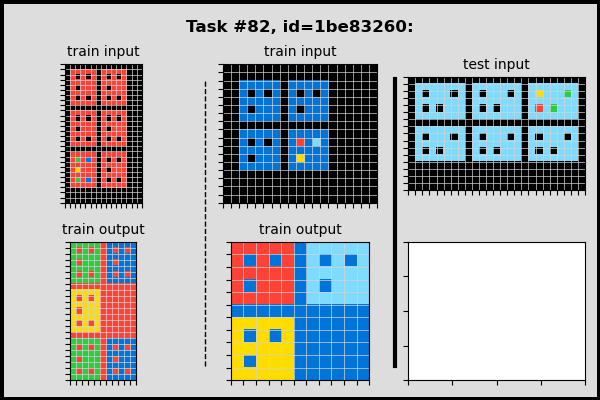 Task #82, id=1be83260:
train input
train input
test input
train output
train output